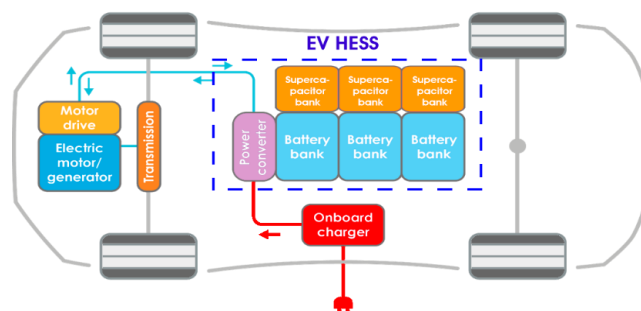 EV HESS
Superca-
pacitor
bank
Superca-
pacitor
bank
Superca-
pacitor
bank
Motor
drive
Electric
motor/
generator
Transmission
Power
converter
Battery
bank
Battery
bank
Battery
bank
Onboard
charger